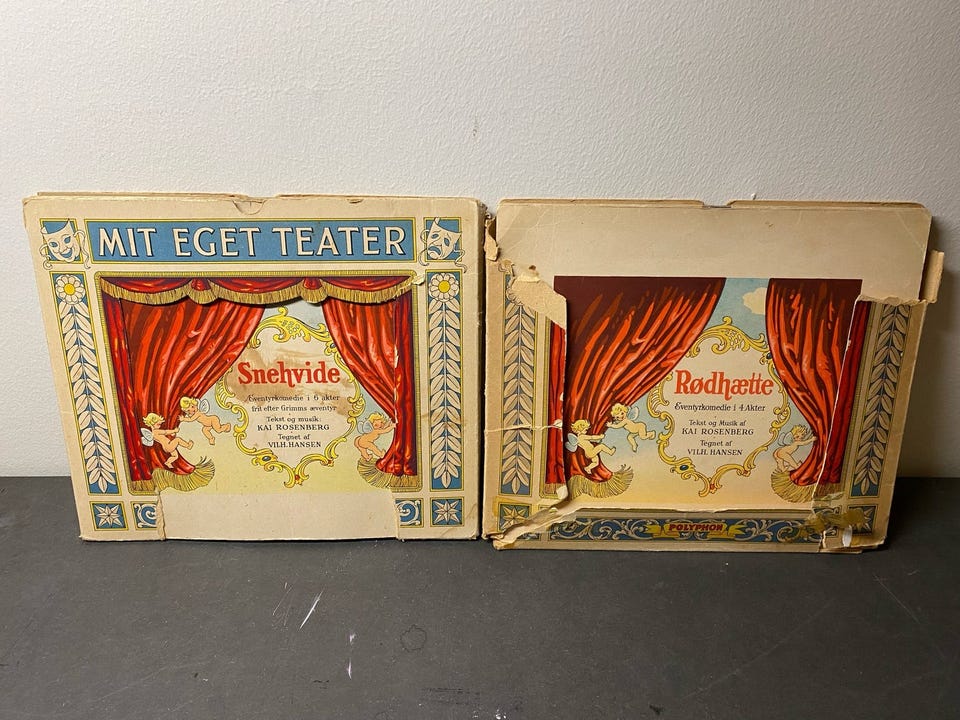 MIT EGET TEATER
Snehvide
Eventyrkomedie i 6 akter
frit efter Grimms æventyr
Tekst og musik:
KAI ROSENBERG
Tegnet af
VILH. HANSEN
Rødhætte
Eventyrkomedie i 4 Akter
Tekst og Musik af
KAI ROSENBERG
Tegnet af
VILH. HANSEN
POLYPHON